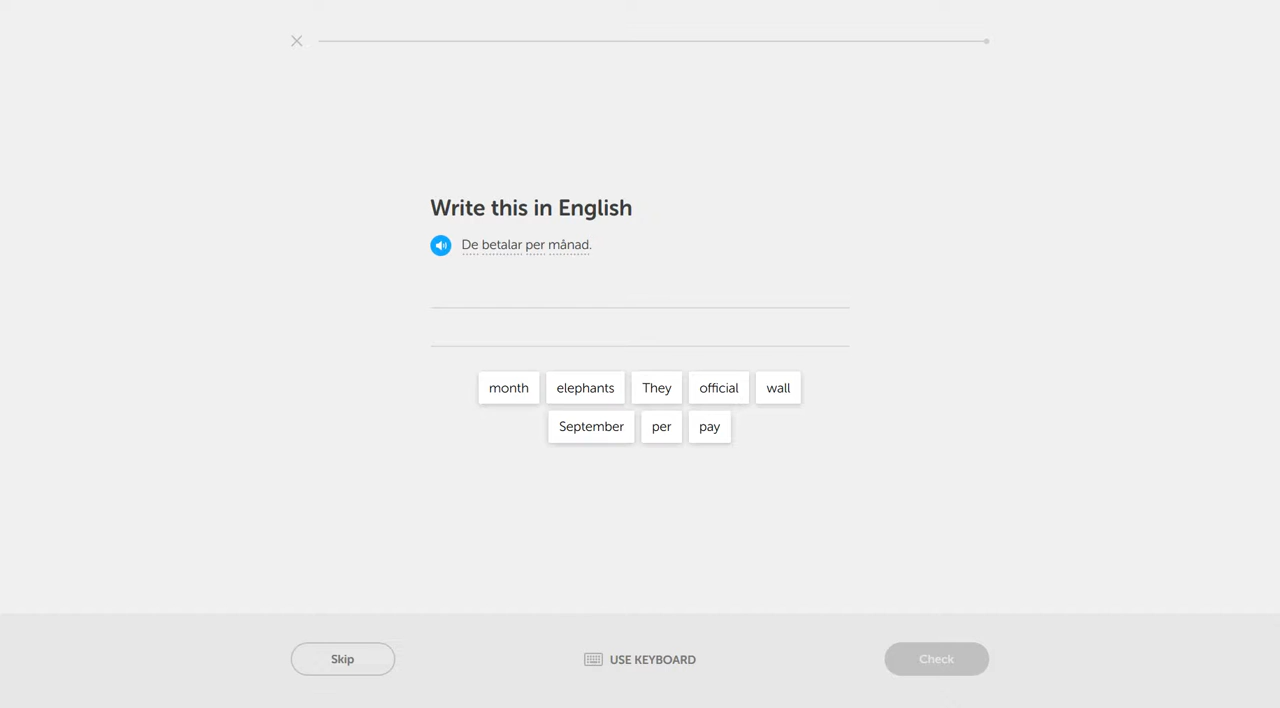 Write this in English
De betalar per månad.
month elephants They official wall
September per pay
Skip USE KEYBOARD Check